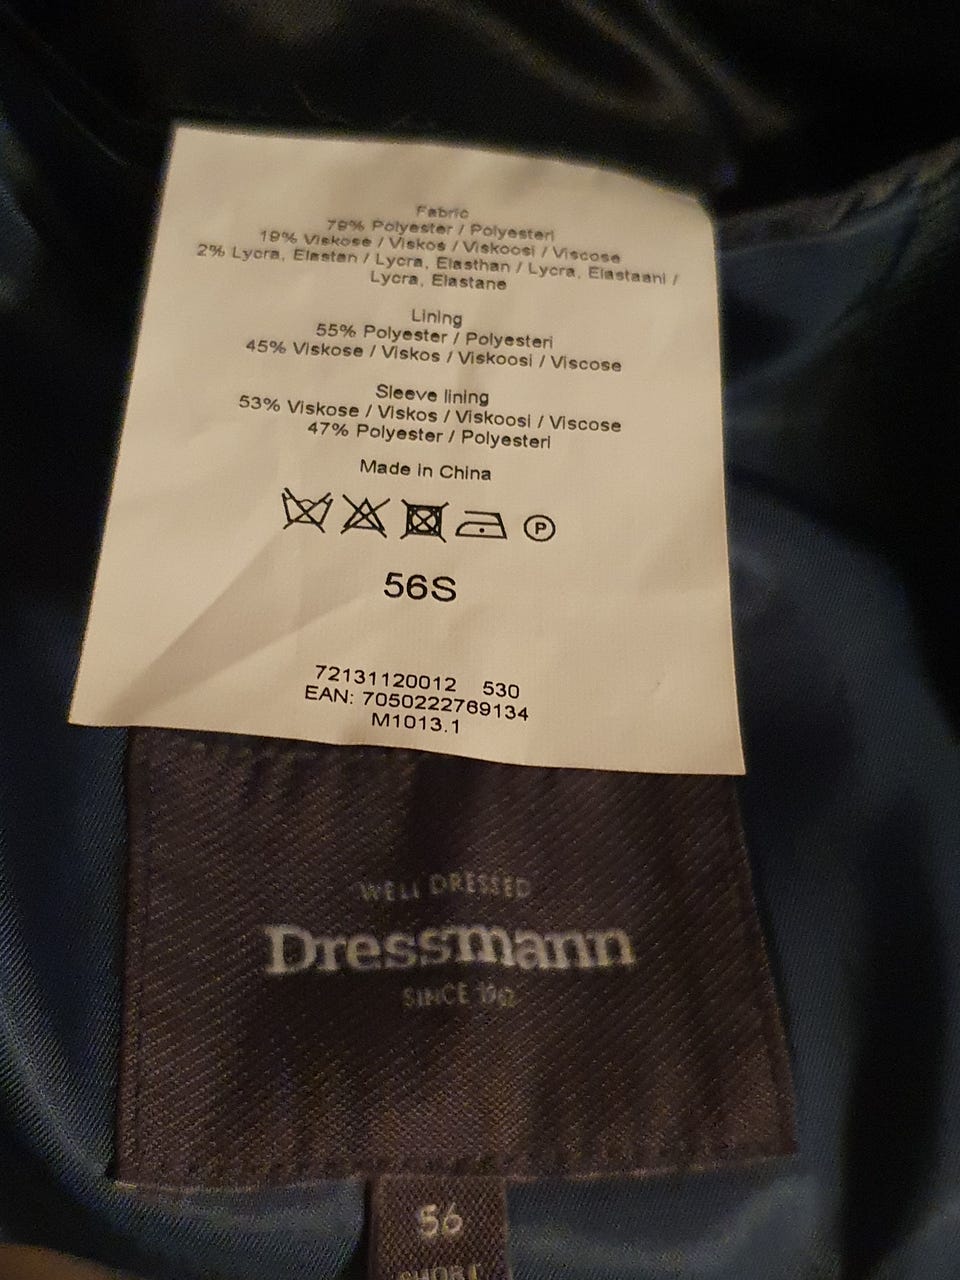 Fabric
79% Polyester / Polyesteri
19% Viskose / Viskos / Viskoosi / Viscose
2% Lycra, Elastan / Lycra, Elasthan / Lycra, Elastaani /
Lycra, Elastane
Lining
55% Polyester / Polyesteri
45% Viskose / Viskos / Viskoosi / Viscose
Sleeve lining
53% Viskose / Viskos / Viskoosi / Viscose
47% Polyester / Polyesteri
Made in China
P
56S
72131120012 530
EAN: 7050222769134
M1013.1
WELL DRESSED
Dressmann
SINCE
56
SHORT